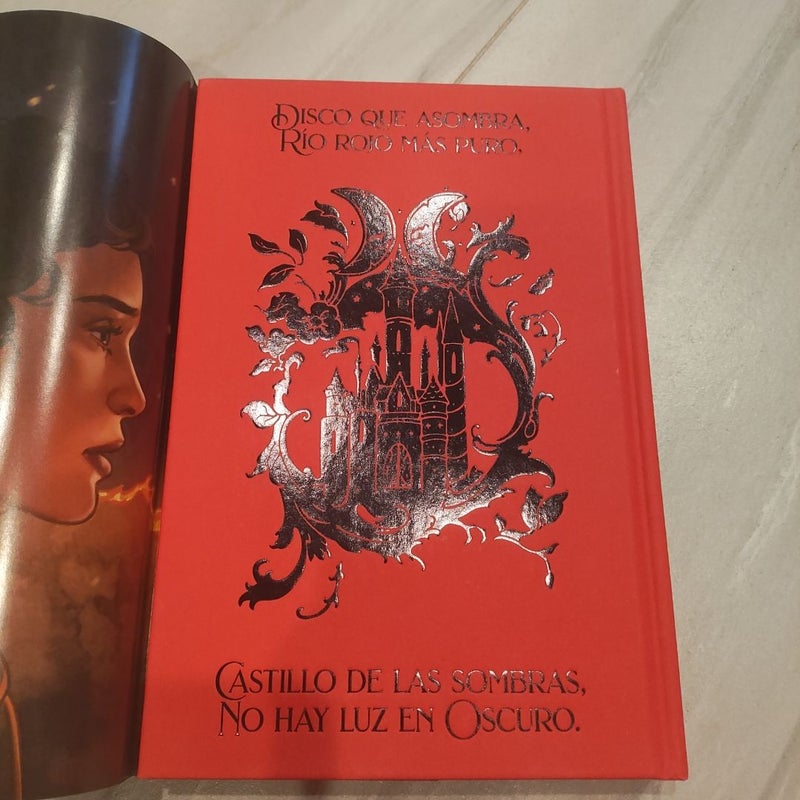 Disco que asombra,
Río rojo más puro.
Castillo de las sombras,
No hay luz en Oscuro.